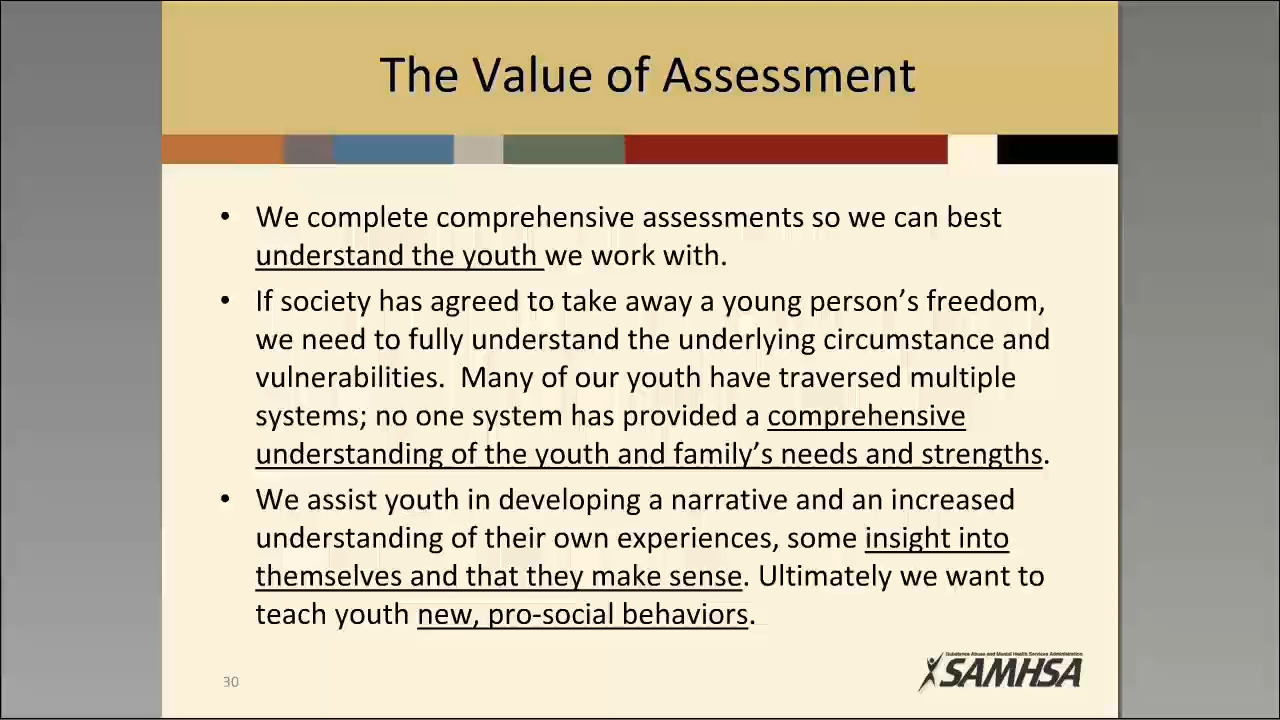 The Value of Assessment
• We complete comprehensive assessments so we can best
understand the youth we work with.
• If society has agreed to take away a young person’s freedom,
we need to fully understand the underlying circumstance and
vulnerabilities.  Many of our youth have traversed multiple
systems; no one system has provided a comprehensive
understanding of the youth and family’s needs and strengths.
• We assist youth in developing a narrative and an increased
understanding of their own experiences, some insight into
themselves and that they make sense. Ultimately we want to
teach youth new, pro-social behaviors.
Substance Abuse and Mental Health Services Administration
SAMHSA
30